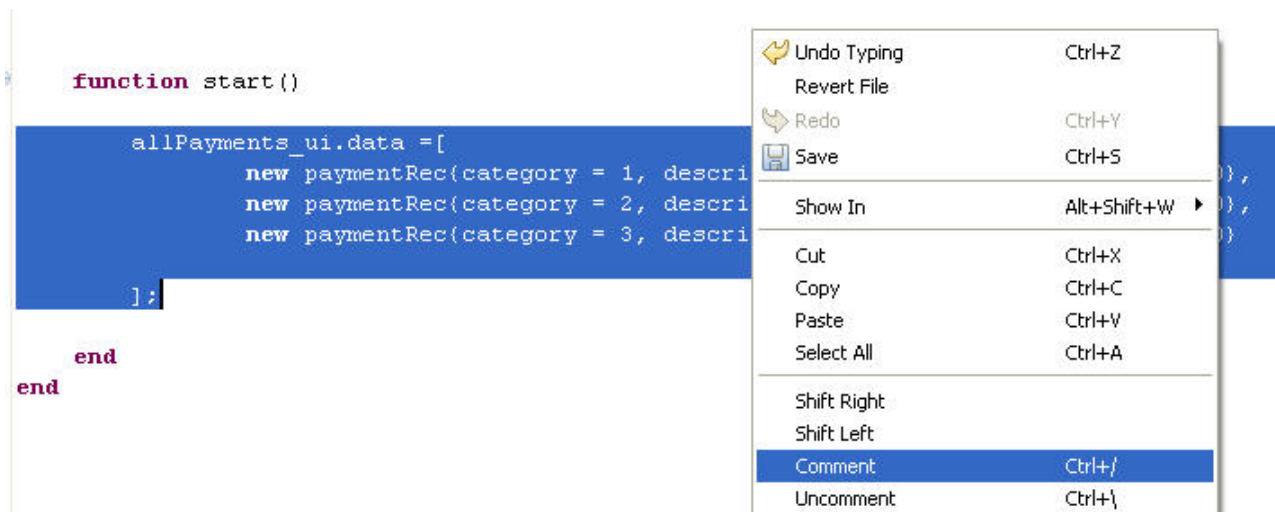 function start()
allPayments_ui.data =[
new paymentRec{category = 1, descri },
new paymentRec{category = 2, descri },
new paymentRec{category = 3, descri }
];
end
end
Undo Typing Ctrl+Z
Revert File
Redo Ctrl+Y
Save Ctrl+S
Show In Alt+Shift+W
Cut Ctrl+X
Copy Ctrl+C
Paste Ctrl+V
Select All Ctrl+A
Shift Right
Shift Left
Comment Ctrl+/
Uncomment Ctrl+\